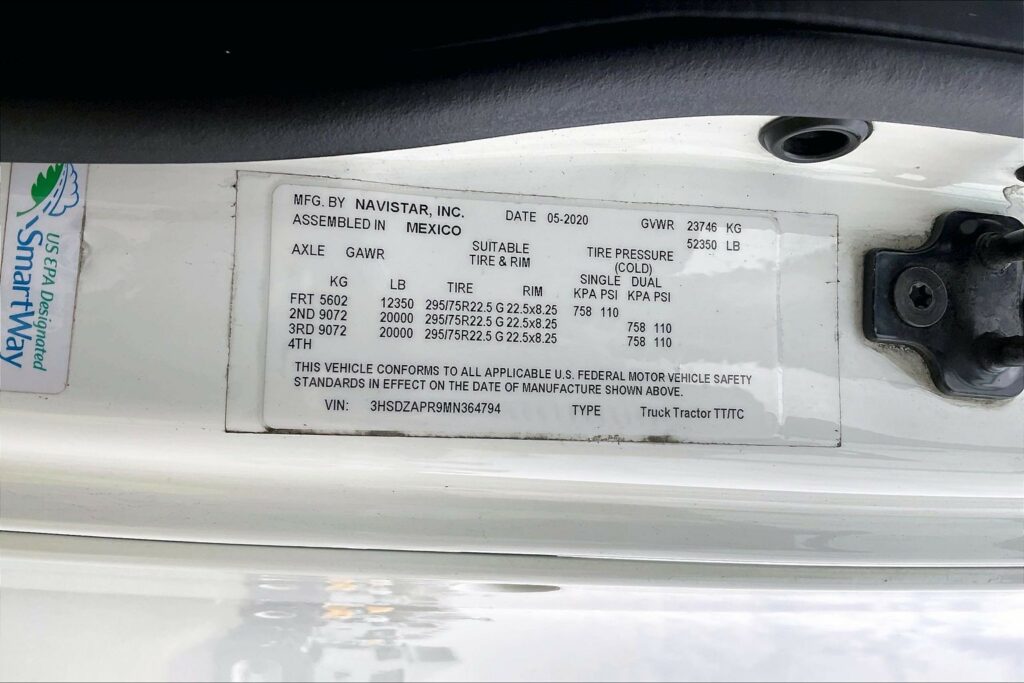 MFG. BY NAVISTAR, INC. DATE 05-2020 GVWR 23746 KG
ASSEMBLED IN MEXICO 52350 LB
AXLE GAWR SUITABLE TIRE PRESSURE
TIRE & RIM (COLD)
SINGLE DUAL
KG LB TIRE RIM KPA PSI KPA PSI
FRT 5602 12350 295/75R22.5 G 22.5x8.25 758 110
2ND 9072 20000 295/75R22.5 G 22.5x8.25 758 110
3RD 9072 20000 295/75R22.5 G 22.5x8.25 758 110
4TH
THIS VEHICLE CONFORMS TO ALL APPLICABLE U.S. FEDERAL MOTOR VEHICLE SAFETY
STANDARDS IN EFFECT ON THE DATE OF MANUFACTURE SHOWN ABOVE.
VIN: 3HSDZAPR9MN364794 TYPE Truck Tractor TT/TC
US EPA Designated
SmartWay